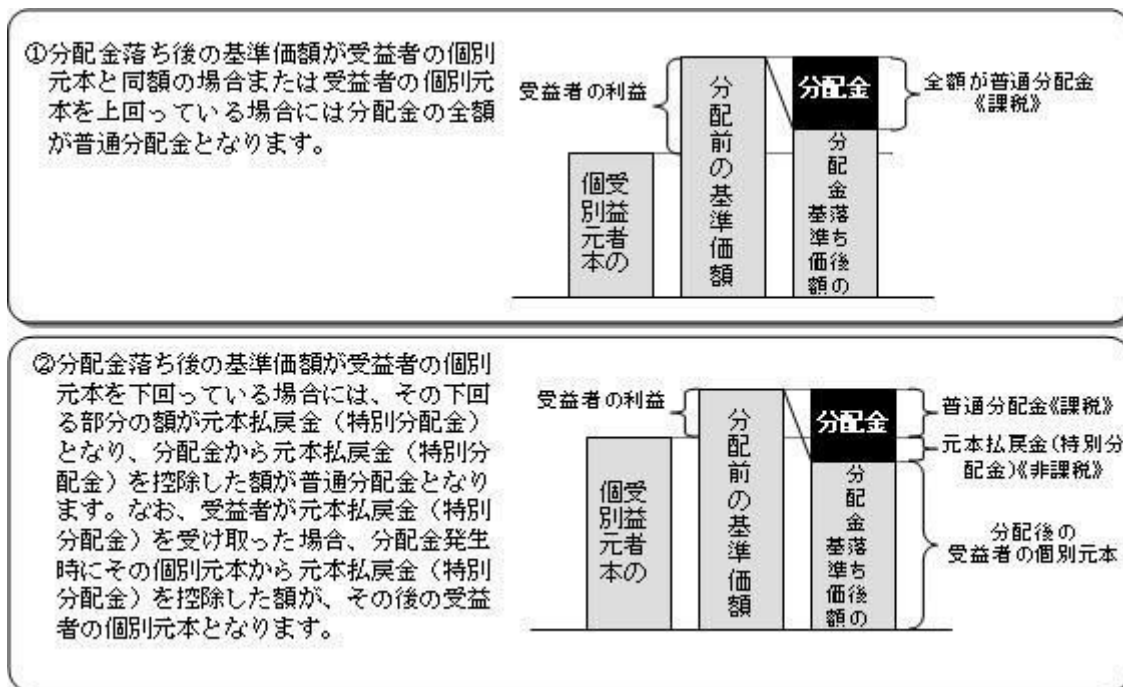 ①分配金落ち後の基準価額が受益者の個別
元本と同額の場合または受益者の個別元
本を上回っている場合には分配金の全額
が普通分配金となります。
受益者の利益
受益者の
個別元本
分配前の基準価額
分配金
分配金落ち後の
基準価額
全額が普通分配金
《課税》
②分配金落ち後の基準価額が受益者の個別
元本を下回っている場合には、その下回
る部分の額が元本払戻金（特別分配金）
となり、分配金から元本払戻金（特別分
配金）を控除した額が普通分配金となり
ます。なお、受益者が元本払戻金（特別
分配金）を受け取った場合、分配金発生
時にその個別元本から元本払戻金（特別
分配金）を控除した額が、その後の受益
者の個別元本となります。
受益者の利益
受益者の
個別元本
分配前の基準価額
分配金
分配金落ち後の
基準価額
普通分配金《課税》
元本払戻金(特別分
配金)《非課税》
分配後の
受益者の個別元本